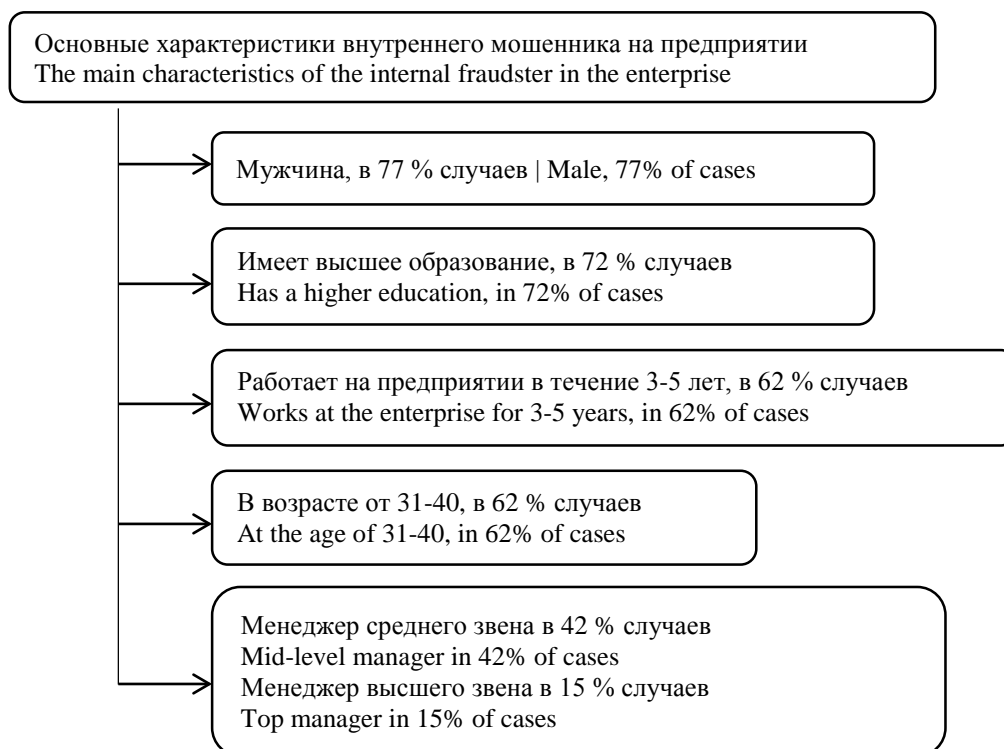 Основные характеристики внутреннего мошенника на предприятии
The main characteristics of the internal fraudster in the enterprise
Мужчина, в 77 % случаев | Male, 77% of cases
Имеет высшее образование, в 72 % случаев
Has a higher education, in 72% of cases
Работает на предприятии в течение 3-5 лет, в 62 % случаев
Works at the enterprise for 3-5 years, in 62% of cases
В возрасте от 31-40, в 62 % случаев
At the age of 31-40, in 62% of cases
Менеджер среднего звена в 42 % случаев
Mid-level manager in 42% of cases
Менеджер высшего звена в 15 % случаев
Top manager in 15% of cases